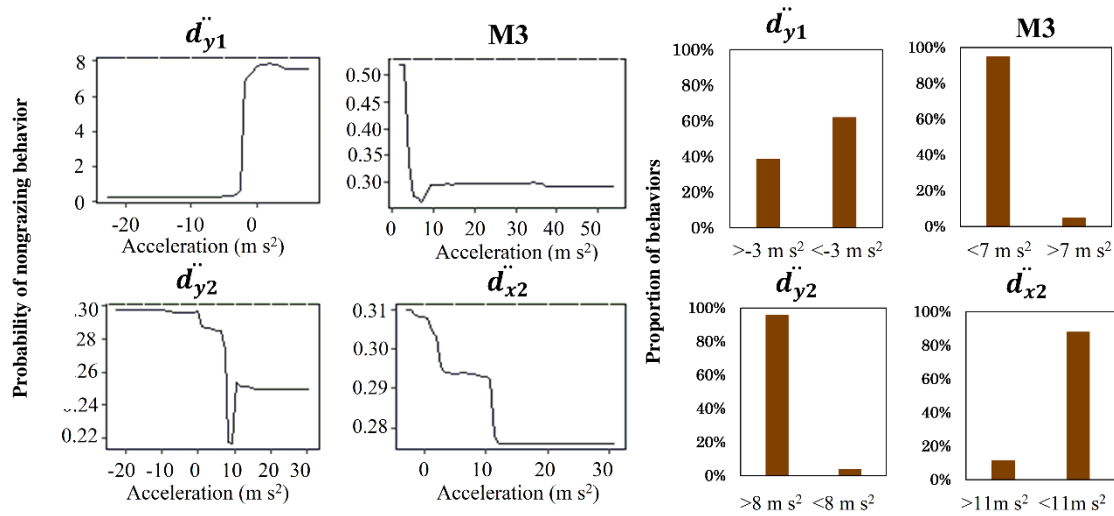 Probability of nongrazing behavior
d̈y1
8
6
4
2
0
-20 -10 0
Acceleration (m s²)
M3
0.50
0.45
0.40
0.35
0.30
0 10 20 30 40 50
Acceleration (m s²)
d̈y2
.30
0.28
0.26
0.24
0.22
-20 -10 0 10 20 30
Acceleration (m s²)
d̈x2
0.31
0.30
0.29
0.28
0 10 20 30
Acceleration (m s²)
Proportion of behaviors
d̈y1
100%
80%
60%
40%
20%
0%
>-3 m s² <-3 m s²
M3
100%
80%
60%
40%
20%
0%
<7 m s² >7 m s²
d̈y2
100%
80%
60%
40%
20%
0%
>8 m s² <8 m s²
d̈x2
100%
80%
60%
40%
20%
0%
>11m s² <11m s²